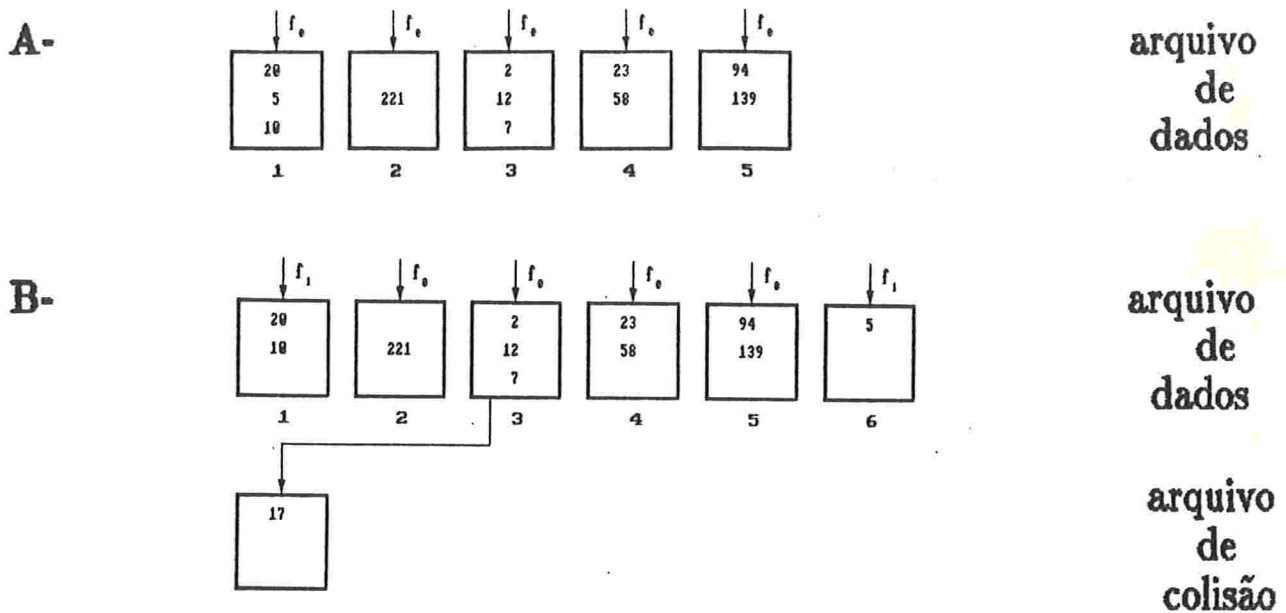 A-
f₀ f₀ f₀ f₀ f₀
20 2 23 94
5 221 12 58 139
10 7
1 2 3 4 5
arquivo
de
dados
B-
f₁ f₀ f₀ f₀ f₀ f₁
20 2 23 94 5
10 221 12 58 139
7
1 2 3 4 5 6
arquivo
de
dados
17
arquivo
de
colisão